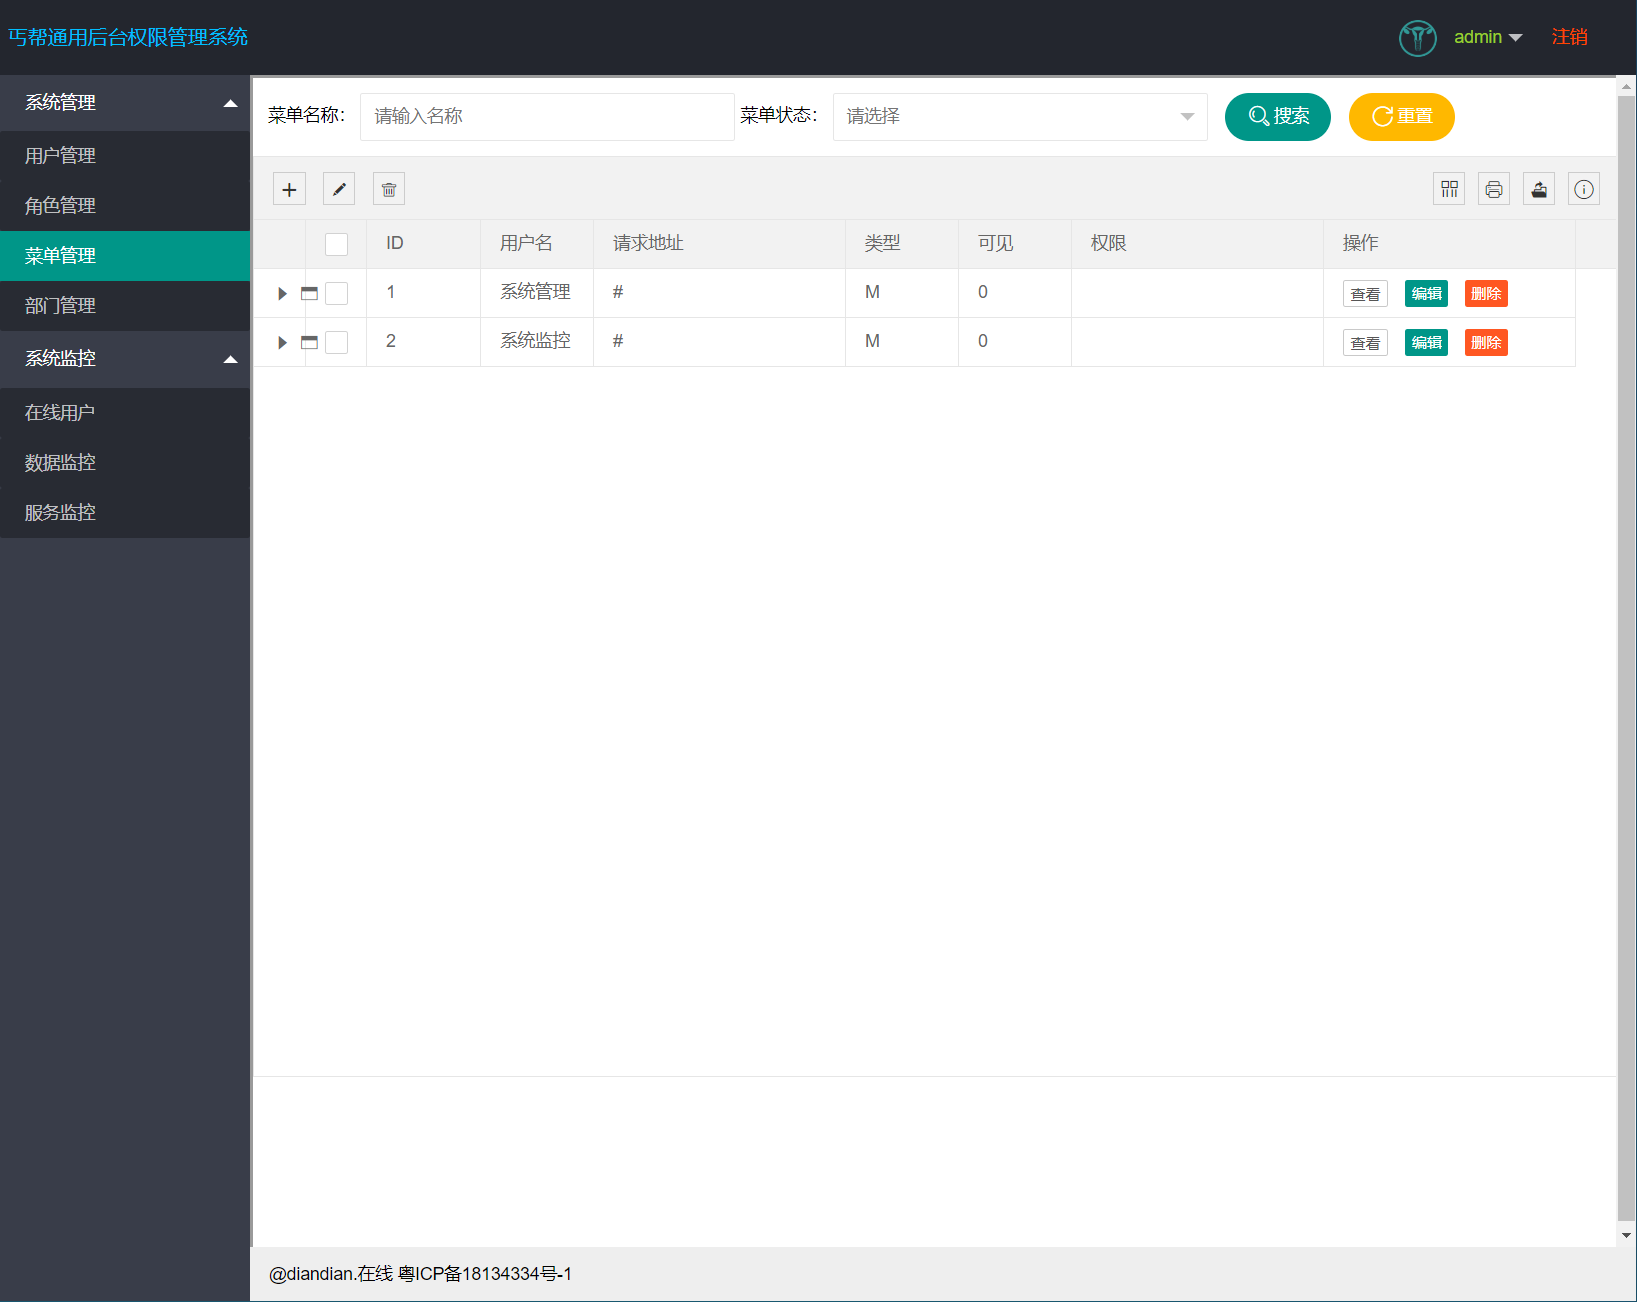 丐帮通用后台权限管理系统
admin
注销
系统管理
用户管理
角色管理
菜单管理
部门管理
系统监控
在线用户
数据监控
服务监控
菜单名称：
请输入名称
菜单状态：
请选择
搜索
重置
ID 用户名 请求地址 类型 可见 权限 操作
1 系统管理 # M 0 查看 编辑 删除
2 系统监控 # M 0 查看 编辑 删除
@diandian.在线 粤ICP备18134334号-1